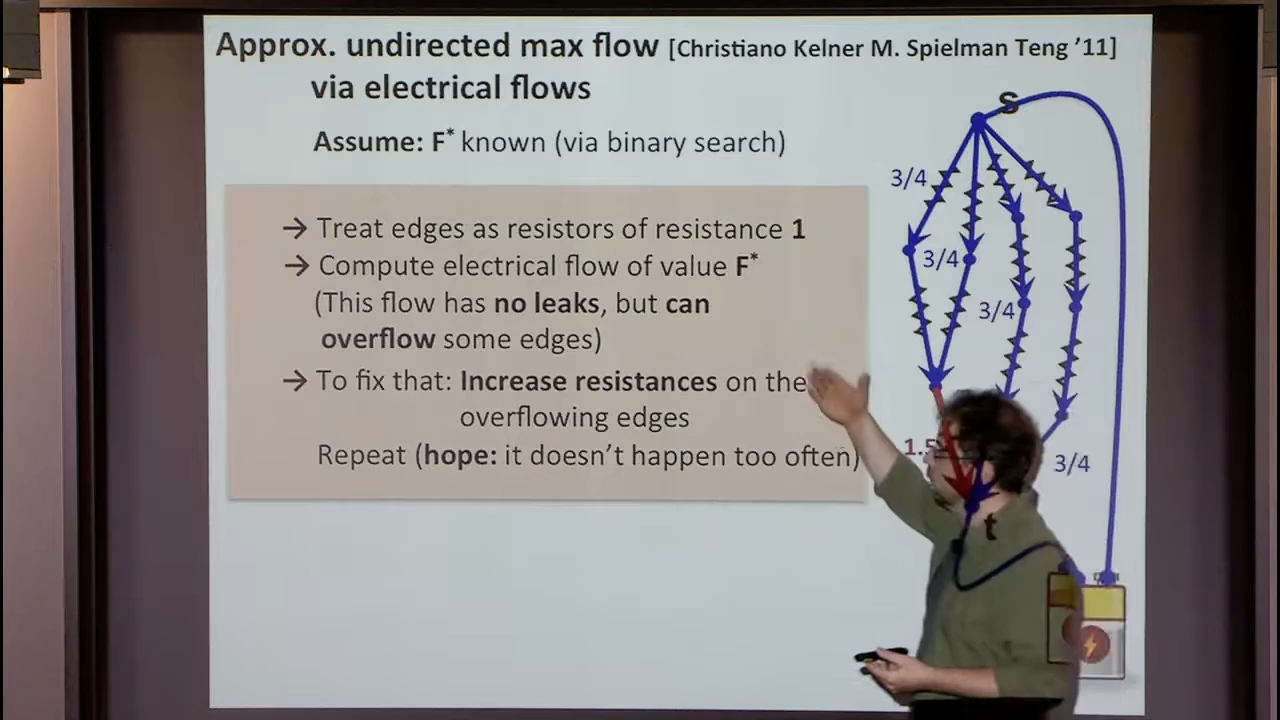 Approx. undirected max flow [Christiano Kelner M. Spielman Teng '11]
via electrical flows
Assume: F* known (via binary search)
→ Treat edges as resistors of resistance 1
→ Compute electrical flow of value F*
(This flow has no leaks, but can
overflow some edges)
→ To fix that: Increase resistances on the
overflowing edges
Repeat (hope: it doesn't happen too often)
s
3/4
3/4
3/4
1.5
3/4
t